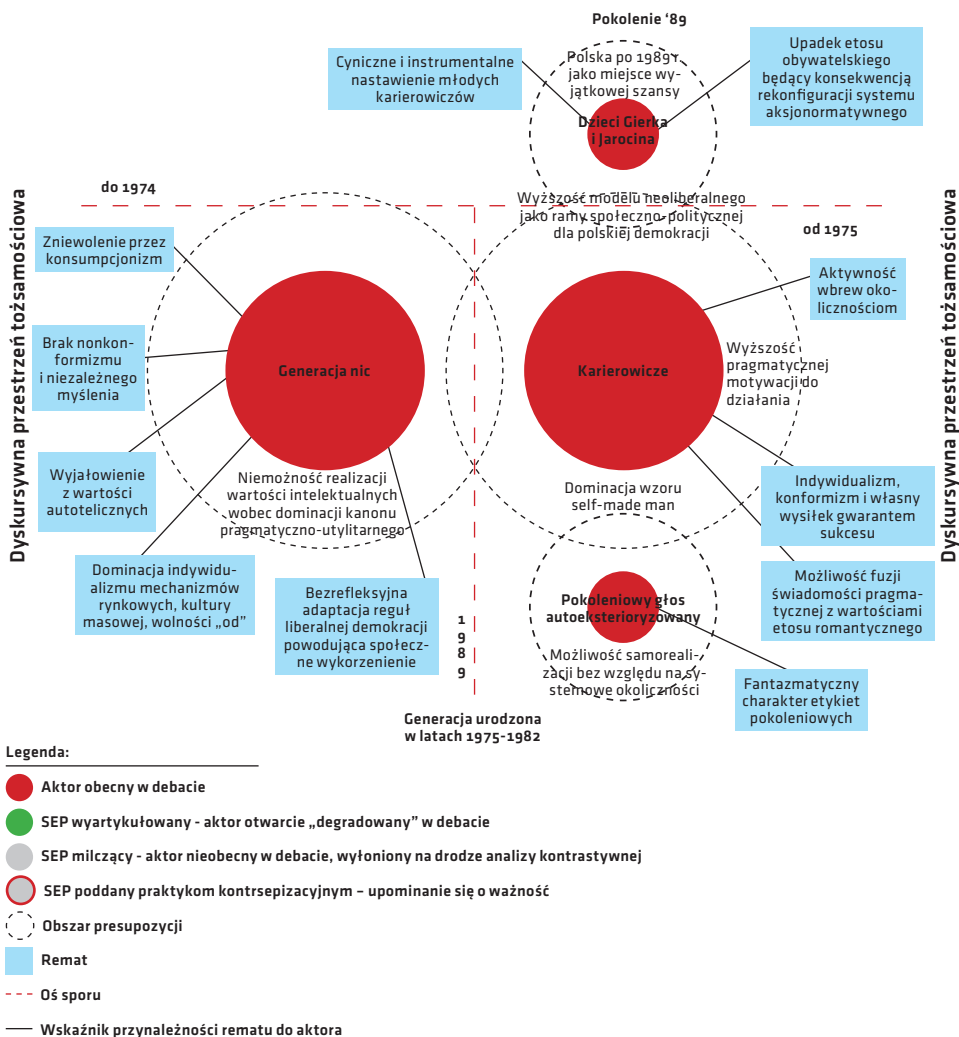 Pokolenie ‘89
Cyniczne i instrumentalne
nastawienie młodych
karierowiczów
Polska po 1989 r
jako miejsce wy-
jątkowej szansy
Upadek etosu
obywatelskiego
będący konsekwencją
rekonfiguracji systemu
aksjonormatywnego
Dzieci Gierka
i Jarocina
do 1974
Wyższość modelu neoliberalnego
jako ramy społeczno-politycznej
dla polskiej demokracji
od 1975
Dyskursywna przestrzeń tożsamościowa
Dyskursywna przestrzeń tożsamościowa
Zniewolenie przez
konsumpcjonizm
Aktywność
wbrew oko-
licznościom
Brak nonkon-
formizmu
i niezależnego
myślenia
Generacja nic
Karierowicze
Wyższość
pragmatycznej
motywacji do
działania
Wyjałowienie
z wartości
autotelicznych
Niemożność realizacji
wartości intelektualnych
wobec dominacji kanonu
pragmatyczno-utylitarnego
Dominacja wzoru
self-made man
Indywidualizm,
konformizm i własny
wysiłek gwarantem
sukcesu
Dominacja indywidu-
alizmu mechanizmów
rynkowych, kultury
masowej, wolności „od”
Bezrefleksyjna
adaptacja reguł
liberalnej demokracji
powodująca społecz-
ne wykorzenienie
1
9
8
9
Pokoleniowy głos
autoeksterioryzowany
Możliwość fuzji
świadomości pragma-
tycznej z wartościami
etosu romantycznego
Możliwość samoreali-
zacji bez względu na sy-
stemowe okoliczności
Fantazmatyczny
charakter etykiet
pokoleniowych
Generacja urodzona
w latach 1975-1982
Legenda:
Aktor obecny w debacie
SEP wyartykułowany - aktor otwarcie „degradowany” w debacie
SEP milczący - aktor nieobecny w debacie, wyłoniony na drodze analizy kontrastywnej
SEP poddany praktykom kontrsepizacyjnym – upominanie się o ważność
Obszar presupozycji
Remat
Oś sporu
Wskaźnik przynależności rematu do aktora